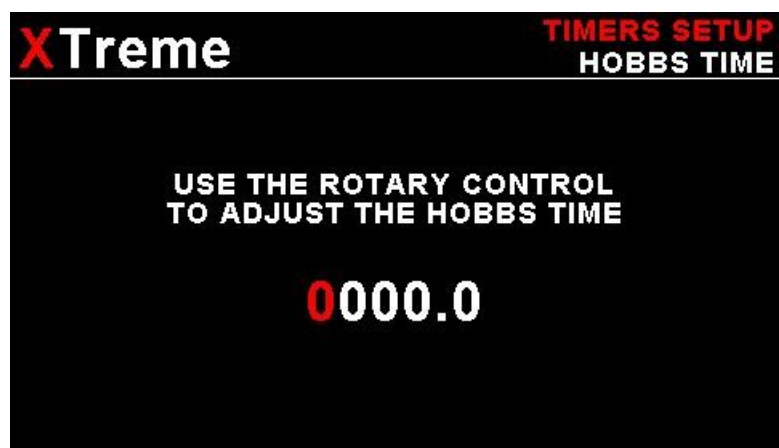 XTreme
TIMERS SETUP
HOBBS TIME
USE THE ROTARY CONTROL
TO ADJUST THE HOBBS TIME
0000.0